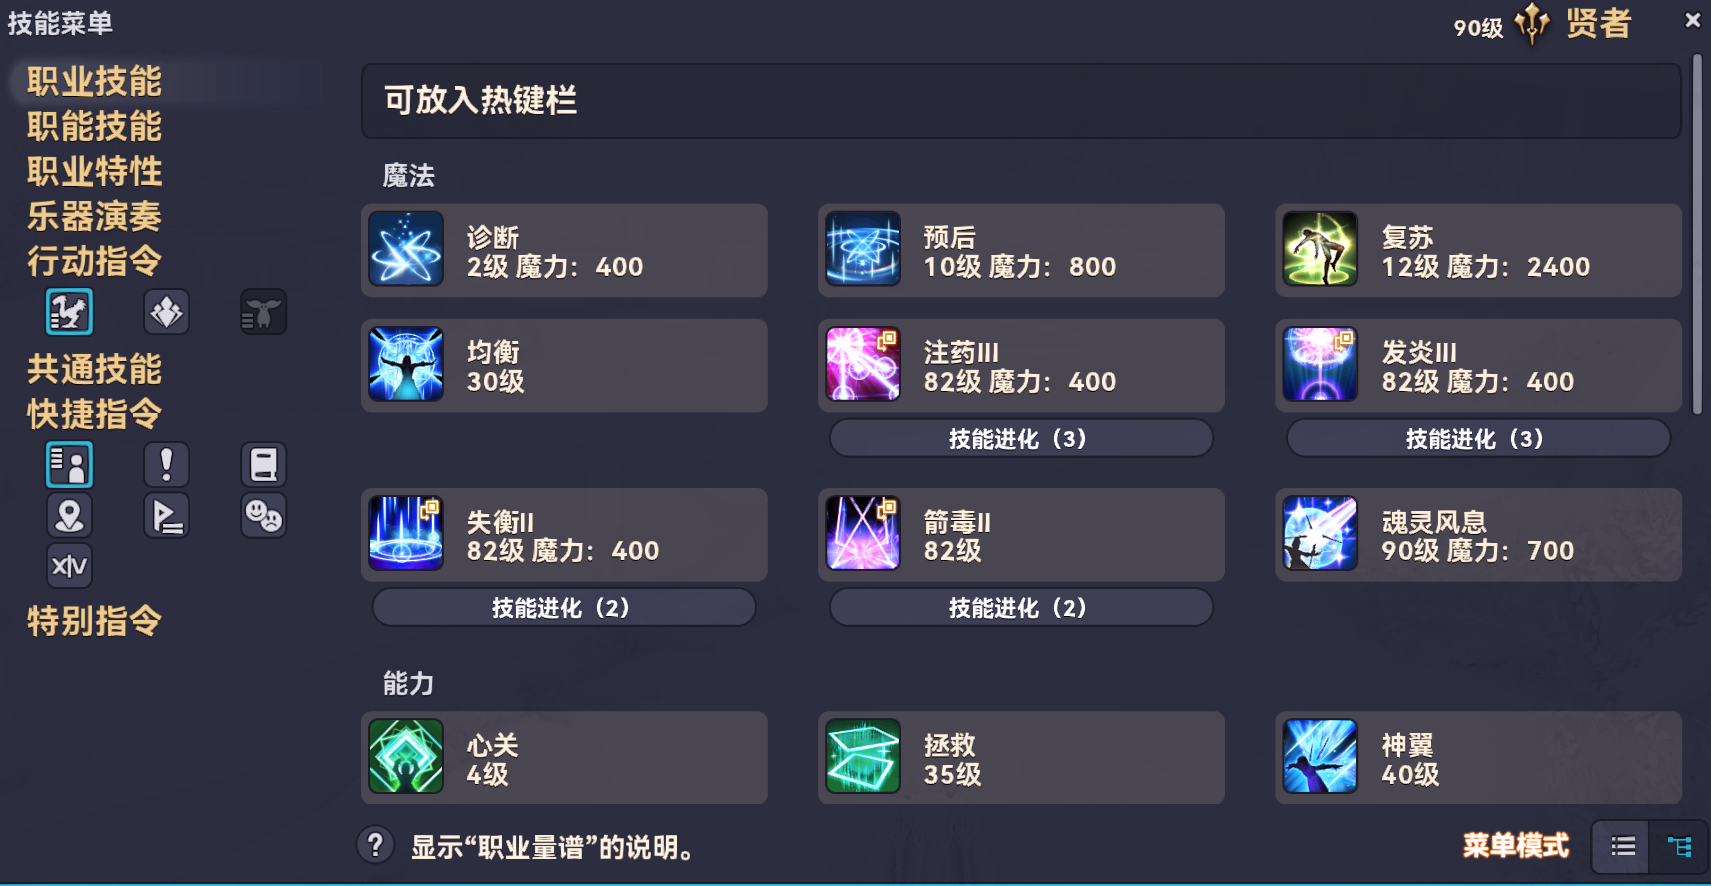 技能菜单
90级 贤者
职业技能
职能技能
职业特性
乐器演奏
行动指令
共通技能
快捷指令
XIV
特别指令
可放入热键栏
魔法
诊断
2级 魔力：400
预后
10级 魔力：800
复苏
12级 魔力：2400
均衡
30级
注药III
82级 魔力：400
技能进化（3）
发炎III
82级 魔力：400
技能进化（3）
失衡II
82级 魔力：400
技能进化（2）
箭毒II
82级
技能进化（2）
魂灵风息
90级 魔力：700
能力
心关
4级
拯救
35级
神翼
40级
? 显示“职业量谱”的说明。
菜单模式